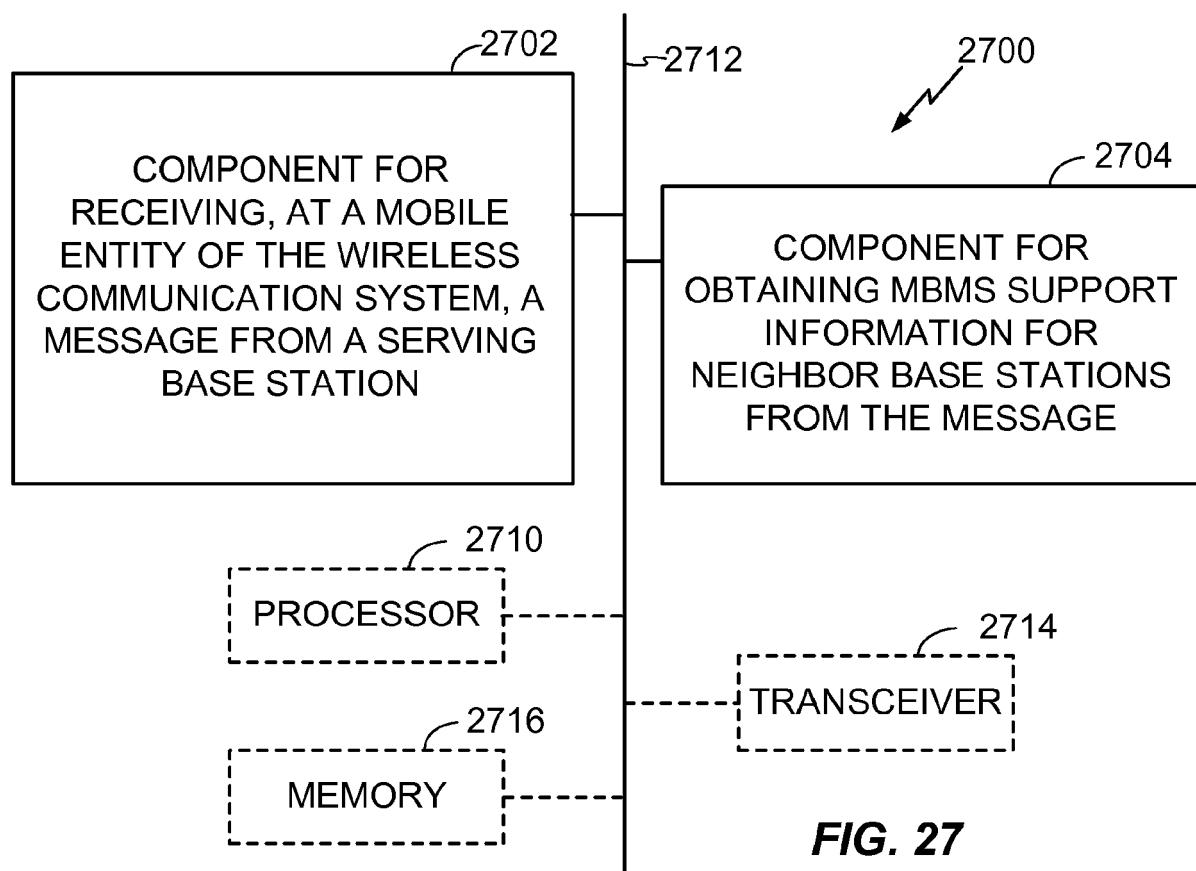 2702
2712
2700
COMPONENT FOR
RECEIVING, AT A MOBILE
ENTITY OF THE WIRELESS
COMMUNICATION SYSTEM, A
MESSAGE FROM A SERVING
BASE STATION
2704
COMPONENT FOR
OBTAINING MBMS SUPPORT
INFORMATION FOR
NEIGHBOR BASE STATIONS
FROM THE MESSAGE
2710
PROCESSOR
2714
TRANSCEIVER
2716
MEMORY
FIG. 27